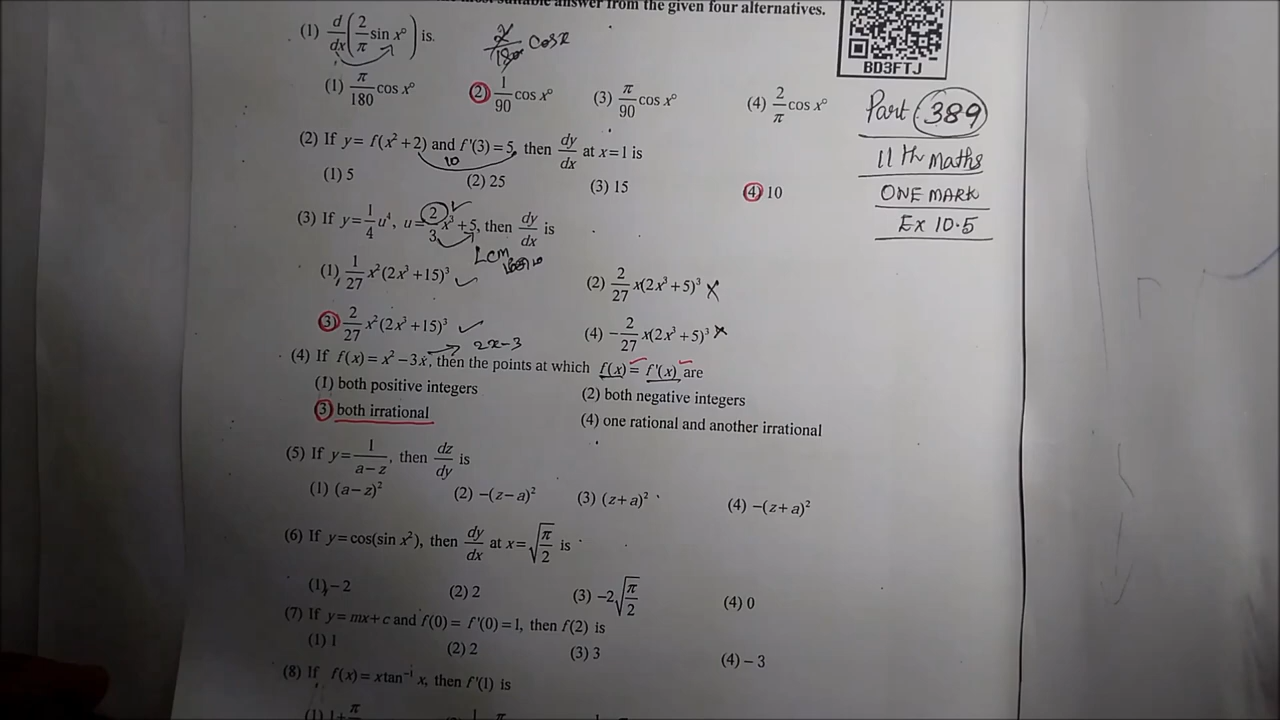 suitable answer from the given four alternatives.
(1) d/dx(2/π sin x°) is.
cosx
(1) π/180 cos x° (2) 1/90 cos x° (3) π/90 cos x° (4) 2/π cos x°
BD3FTJ
Part 389
11th maths
ONE MARK
Ex 10.5
(2) If y= f(x²+2) and f'(3)=5, then dy/dx at x=1 is
10
(1) 5 (2) 25 (3) 15 (4) 10
(3) If y=1/4 u⁴, u=2/3 x³+5, then dy/dx is
Lcm
(1) 1/27 x²(2x³+15)³ (2) 2/27 x(2x³+5)³
(3) 2/27 x²(2x³+15)³ (4) −2/27 x(2x³+5)³
2x-3
(4) If f(x)= x²−3x, then the points at which f(x)= f'(x) are
(1) both positive integers (2) both negative integers
(3) both irrational (4) one rational and another irrational
(5) If y=1/(a−z), then dz/dy is
(1) (a−z)² (2) −(z−a)² (3) (z+a)² (4) −(z+a)²
(6) If y=cos(sin x²), then dy/dx at x=√(π/2) is
(1) −2 (2) 2 (3) −2√(π/2) (4) 0
(7) If y=mx+c and f(0)= f'(0)=1, then f(2) is
(1) 1 (2) 2 (3) 3 (4) −3
(8) If f(x)=xtan⁻¹ x, then f'(1) is